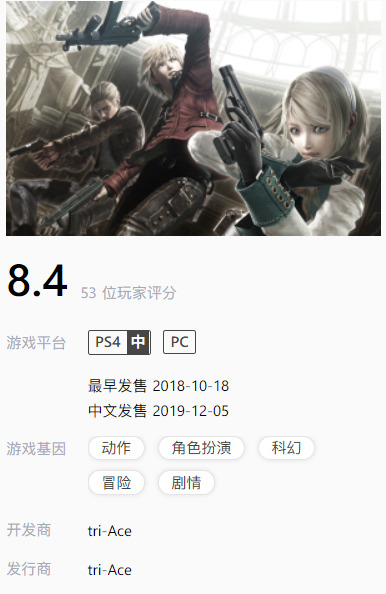 8.4 53 位玩家评分
游戏平台 PS4 中 PC
最早发售 2018-10-18
中文发售 2019-12-05
游戏基因 动作 角色扮演 科幻
冒险 剧情
开发商 tri-Ace
发行商 tri-Ace